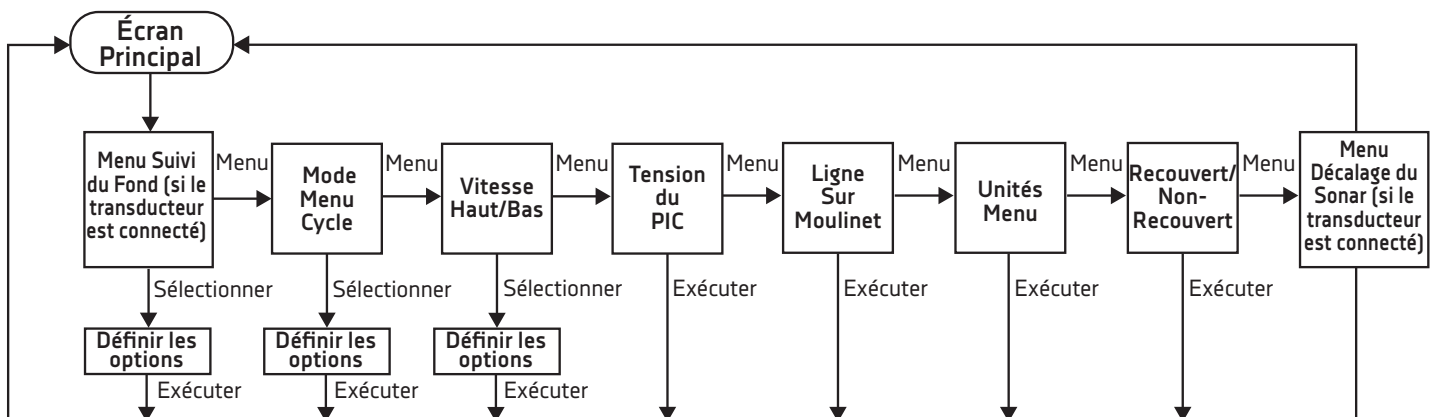 Écran
Principal
Menu Suivi
du Fond (si le
transducteur
est connecté)
Menu
Mode
Menu
Cycle
Menu
Vitesse
Haut/Bas
Menu
Tension
du
PIC
Menu
Ligne
Sur
Moulinet
Menu
Unités
Menu
Menu
Recouvert/
Non-
Recouvert
Menu
Menu
Décalage du
Sonar (si le
transducteur
est connecté)
Sélectionner
Sélectionner
Sélectionner
Exécuter
Exécuter
Exécuter
Exécuter
Définir les
options
Définir les
options
Définir les
options
Exécuter
Exécuter
Exécuter